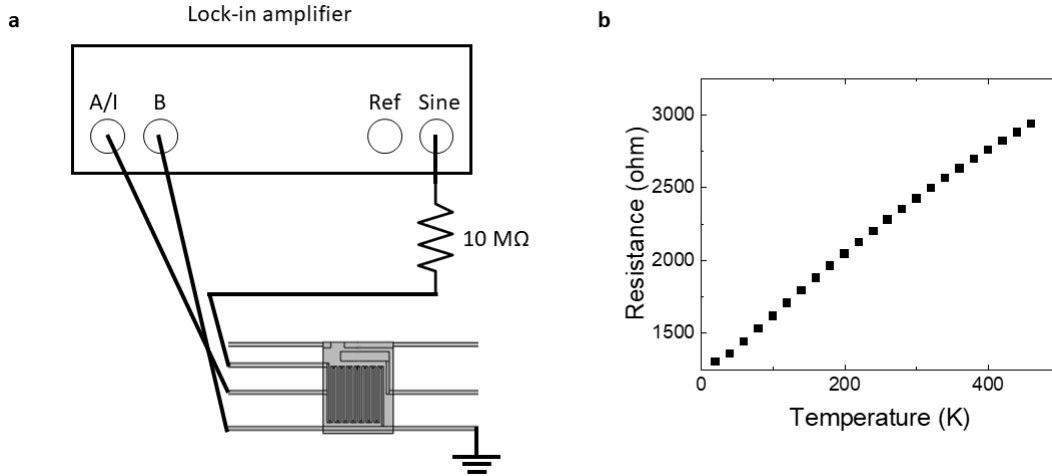 a
Lock-in amplifier
A/I
B
Ref
Sine
10 MΩ
b
3000
2500
2000
1500
Resistance (ohm)
0
200
400
Temperature (K)